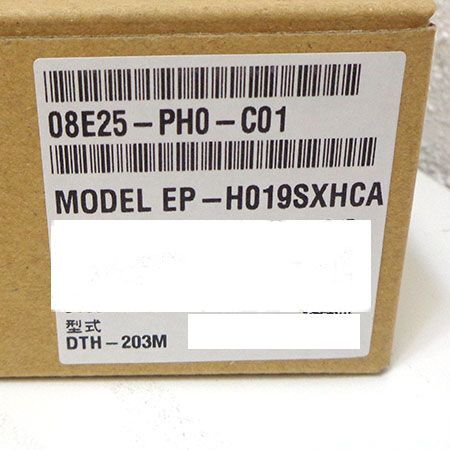 08E25-PH0-C01
MODEL EP-H019SXHCA
型式
DTH-203M